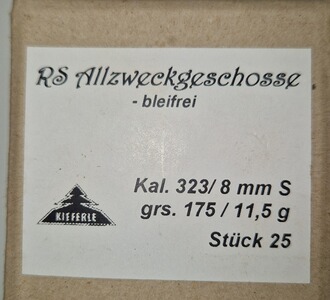 RS Allzweckgeschosse
- bleifrei
Kal. 323/ 8 mm S
grs. 175 / 11,5 g
Stück 25
KIEFERLE